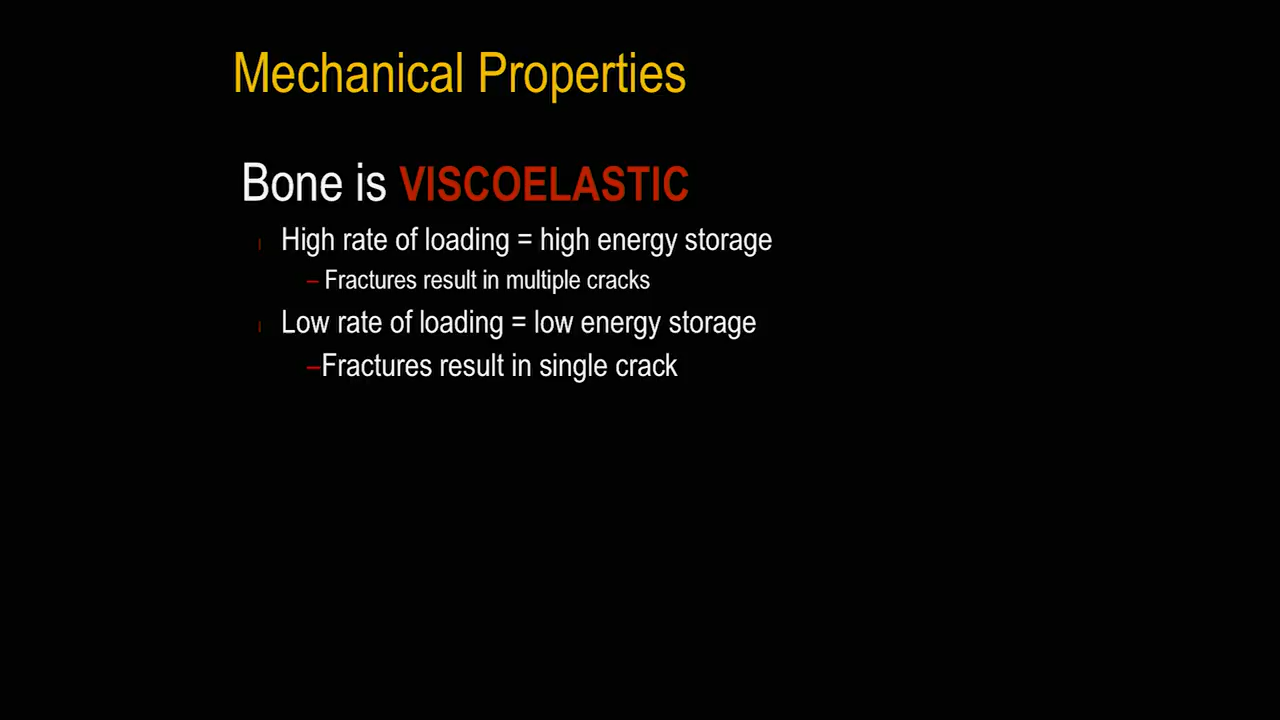 Mechanical Properties
Bone is VISCOELASTIC
High rate of loading = high energy storage
– Fractures result in multiple cracks
Low rate of loading = low energy storage
–Fractures result in single crack